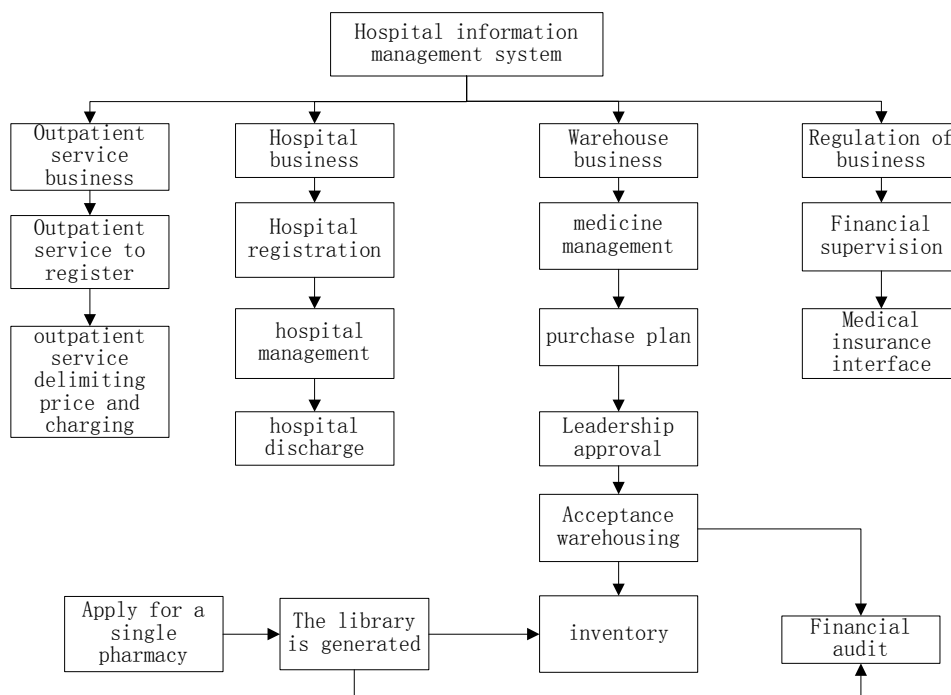 Hospital information
management system
Outpatient
service
business
Hospital
business
Warehouse
business
Regulation of
business
Outpatient
service to
register
Hospital
registration
medicine
management
Financial
supervision
outpatient
service
delimiting
price and
charging
hospital
management
purchase plan
Medical
insurance
interface
hospital
discharge
Leadership
approval
Acceptance
warehousing
Apply for a
single
pharmacy
The library
is generated
inventory
Financial
audit